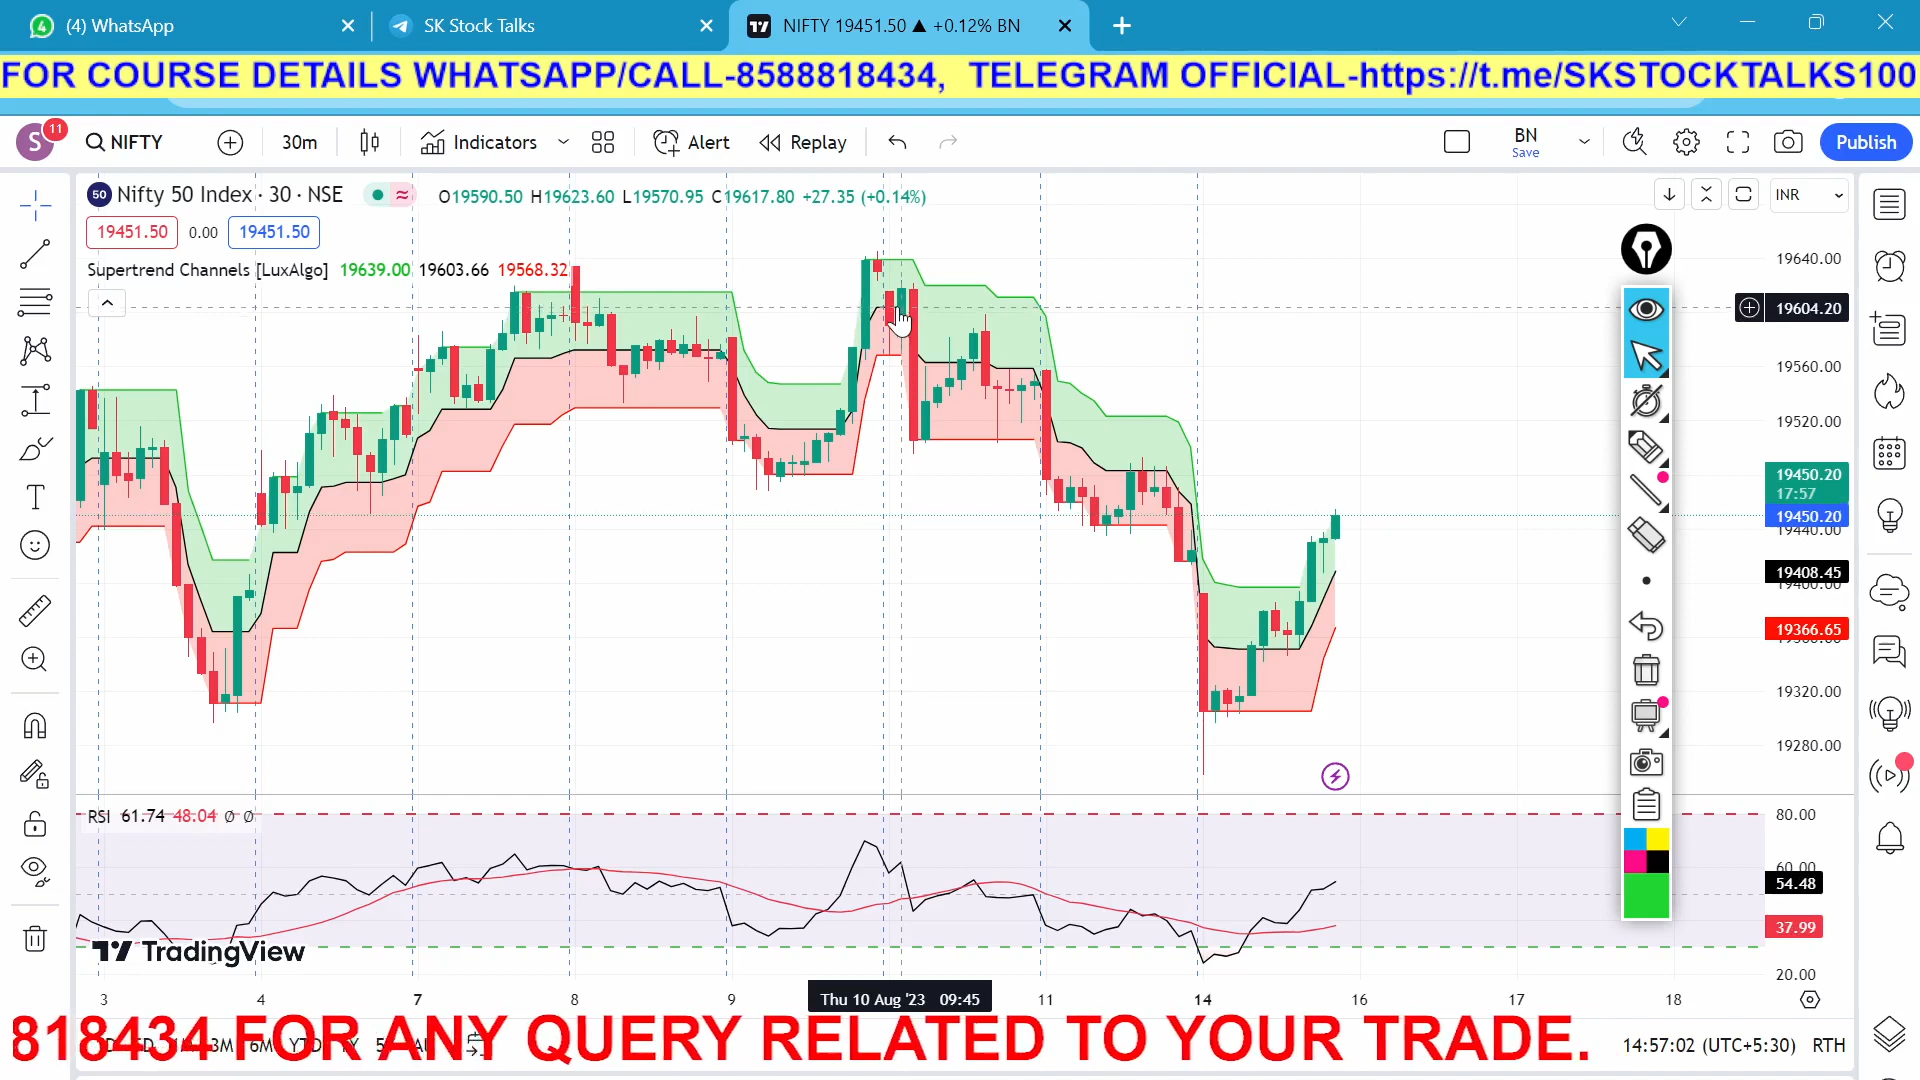 (4) WhatsApp
SK Stock Talks
NIFTY 19451.50 ▲ +0.12% BN
FOR COURSE DETAILS WHATSAPP/CALL-8588818434, TELEGRAM OFFICIAL-https://t.me/SKSTOCKTALKS100
S 11
NIFTY 30m Indicators Alert Replay BN Save Publish
50 Nifty 50 Index · 30 · NSE O19590.50 H19623.60 L19570.95 C19617.80 +27.35 (+0.14%)
INR
19451.50 0.00 19451.50
Supertrend Channels [LuxAlgo] 19639.00 19603.66 19568.32
19640.00
19604.20
19560.00
19520.00
19450.20
17:57
19450.20
19440.00
19408.45
19366.65
19320.00
19280.00
RSI 61.74 48.04 Ø Ø
80.00
60.00
54.48
37.99
20.00
TradingView
3 4 7 8 9 Thu 10 Aug '23 09:45 11 14 16 17 18
818434 FOR ANY QUERY RELATED TO YOUR TRADE.
14:57:02 (UTC+5:30) RTH